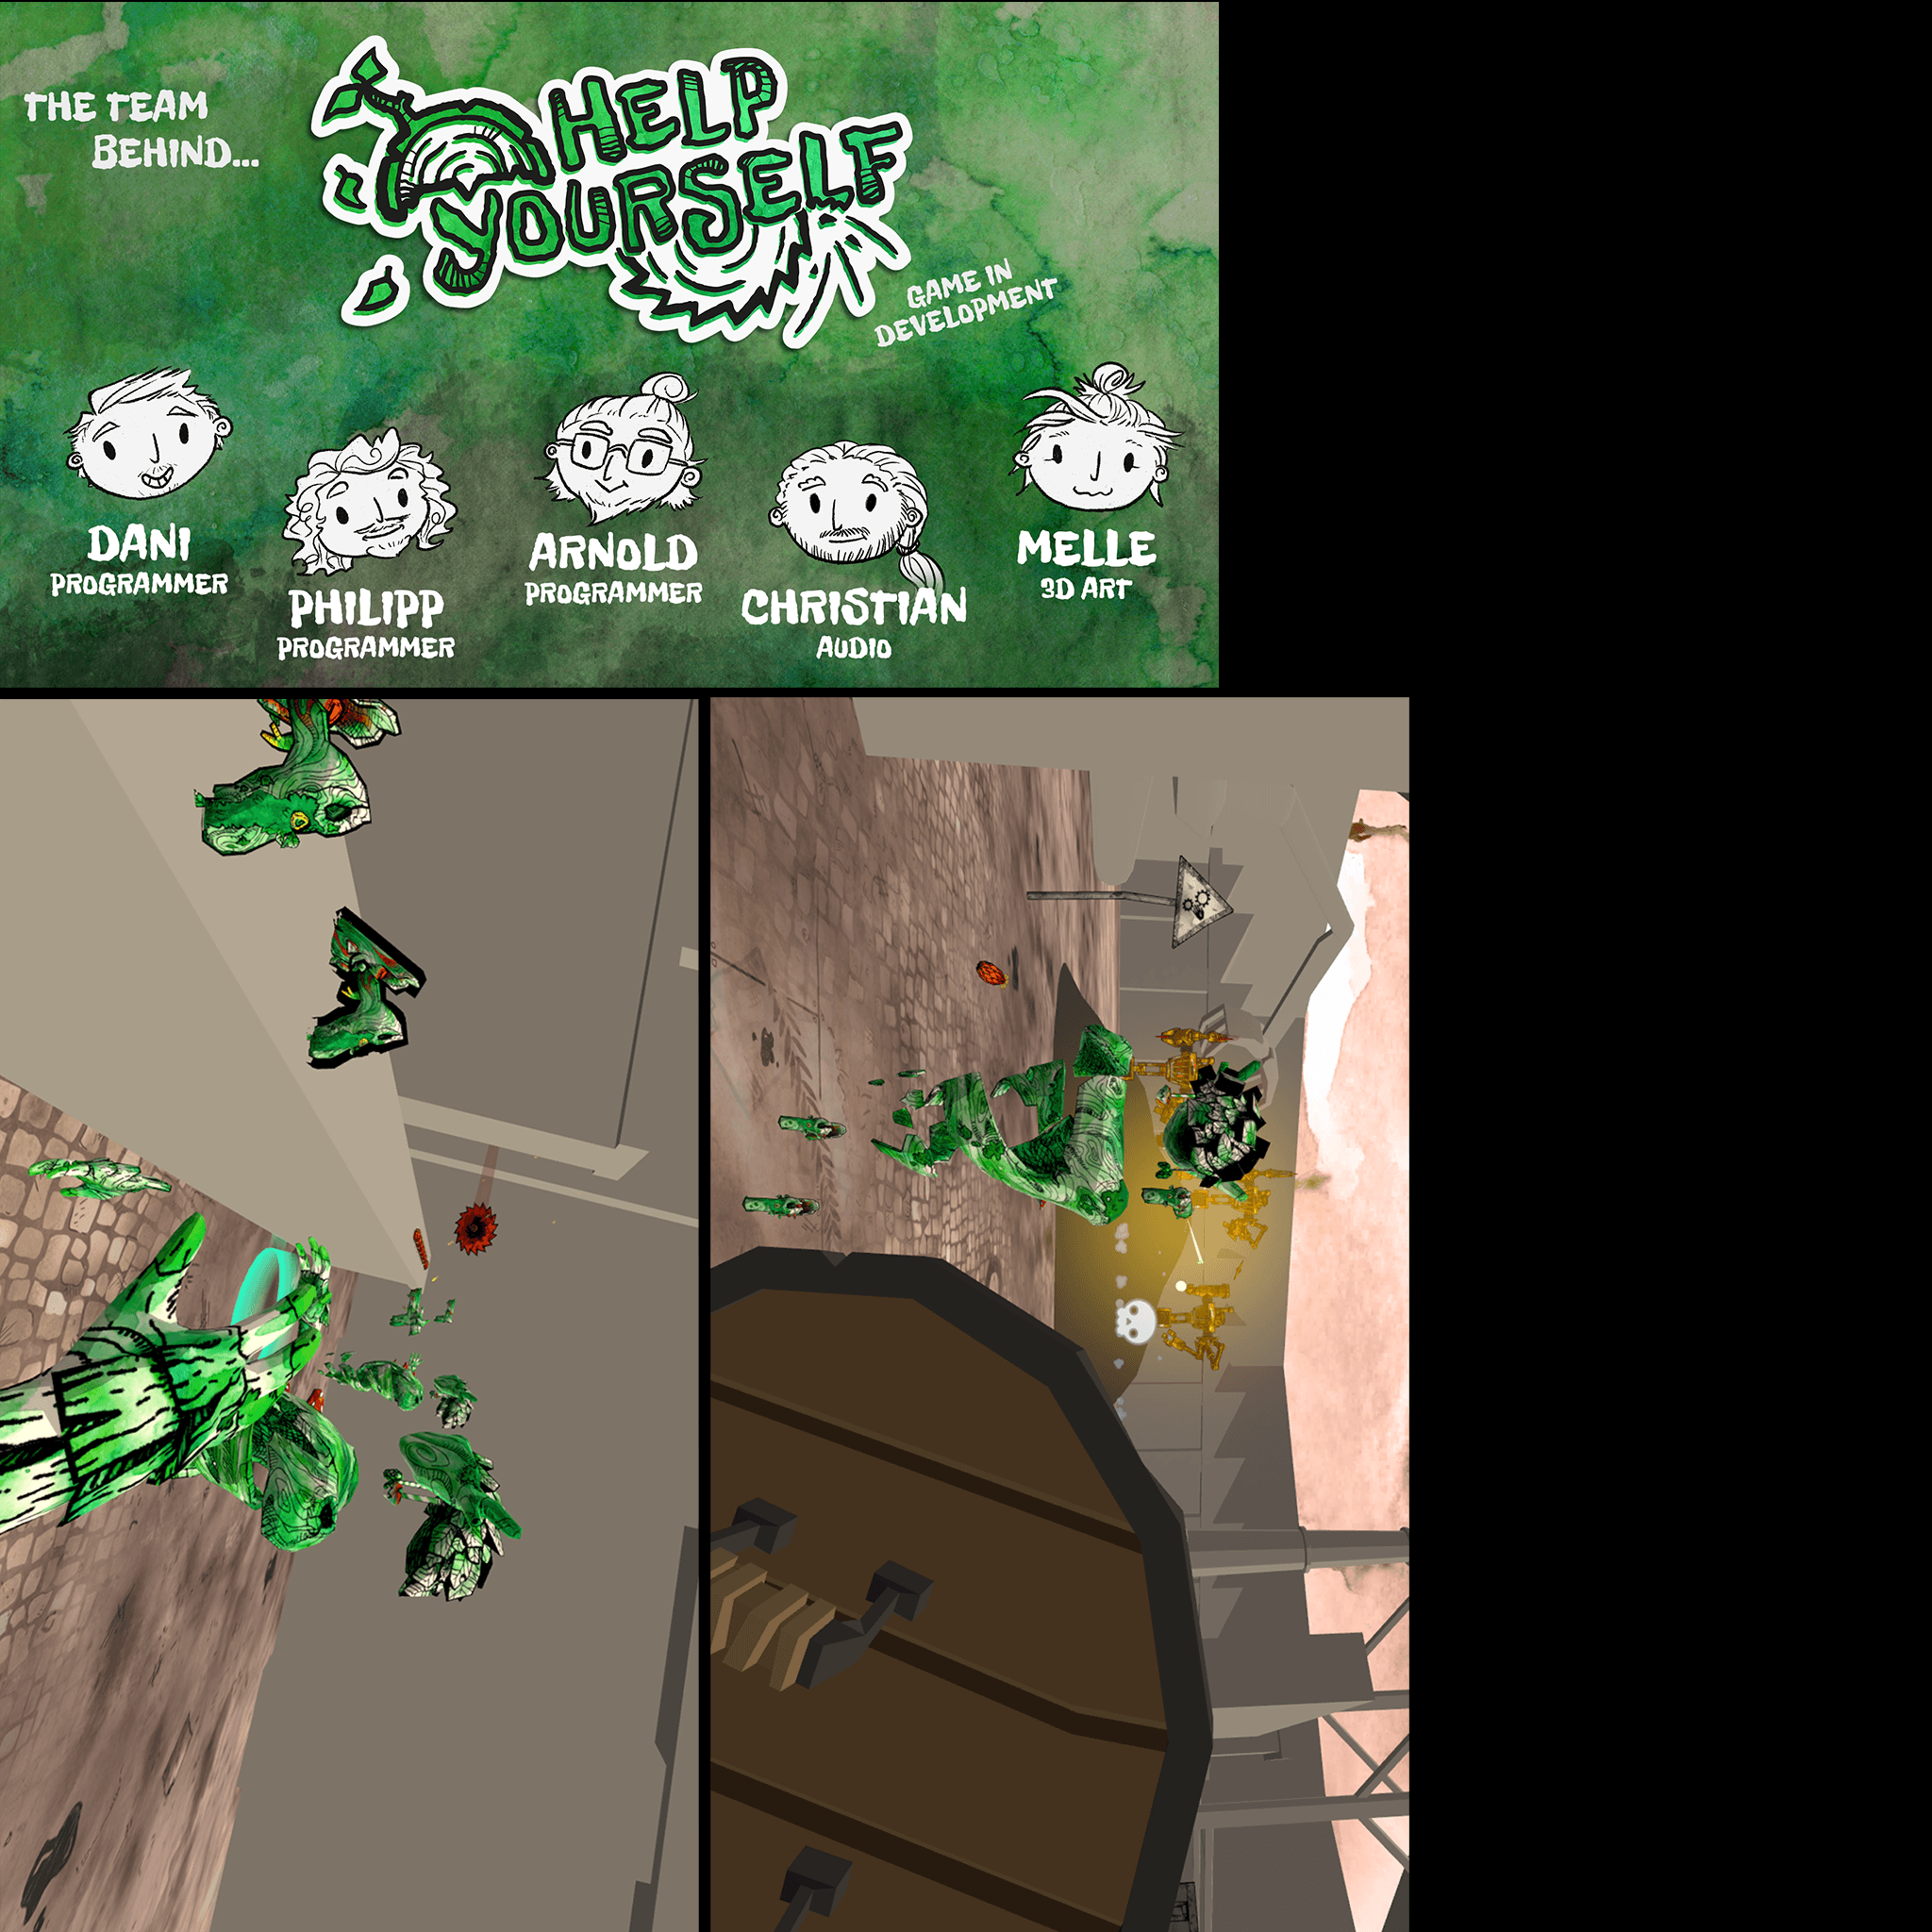 THE TEAM
BEHIND...
HELP
YOURSELF
GAME IN
DEVELOPMENT
DANI
PROGRAMMER
PHILIPP
PROGRAMMER
ARNOLD
PROGRAMMER
CHRISTIAN
AUDIO
MELLE
3D ART